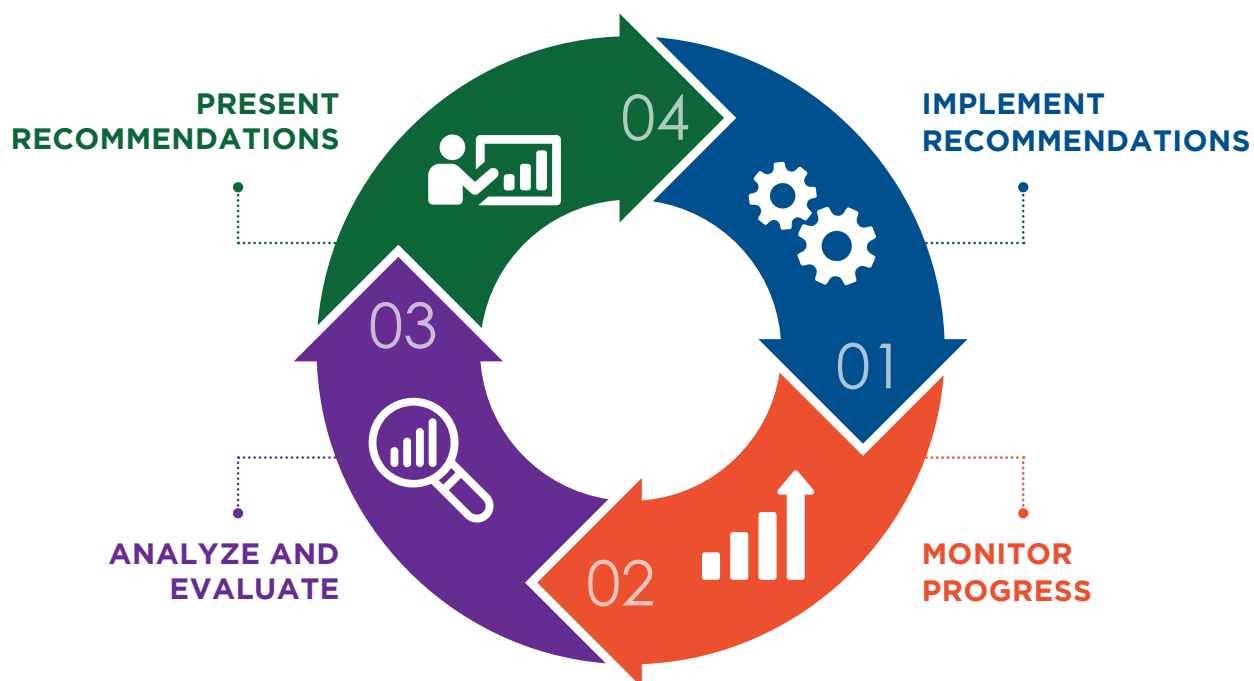 PRESENT
RECOMMENDATIONS
04
IMPLEMENT
RECOMMENDATIONS
03
01
ANALYZE AND
EVALUATE
02
MONITOR
PROGRESS